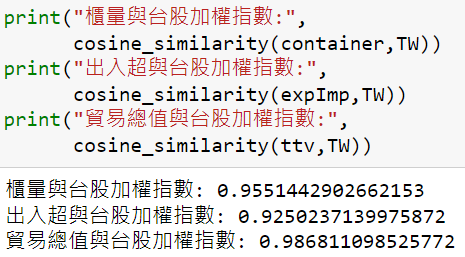 print("櫃量與台股加權指數:",
      cosine_similarity(container,TW))
print("出入超與台股加權指數:",
      cosine_similarity(expImp,TW))
print("貿易總值與台股加權指數:",
      cosine_similarity(ttv,TW))
櫃量與台股加權指數: 0.9551442902662153
出入超與台股加權指數: 0.9250237139975872
貿易總值與台股加權指數: 0.986811098525772